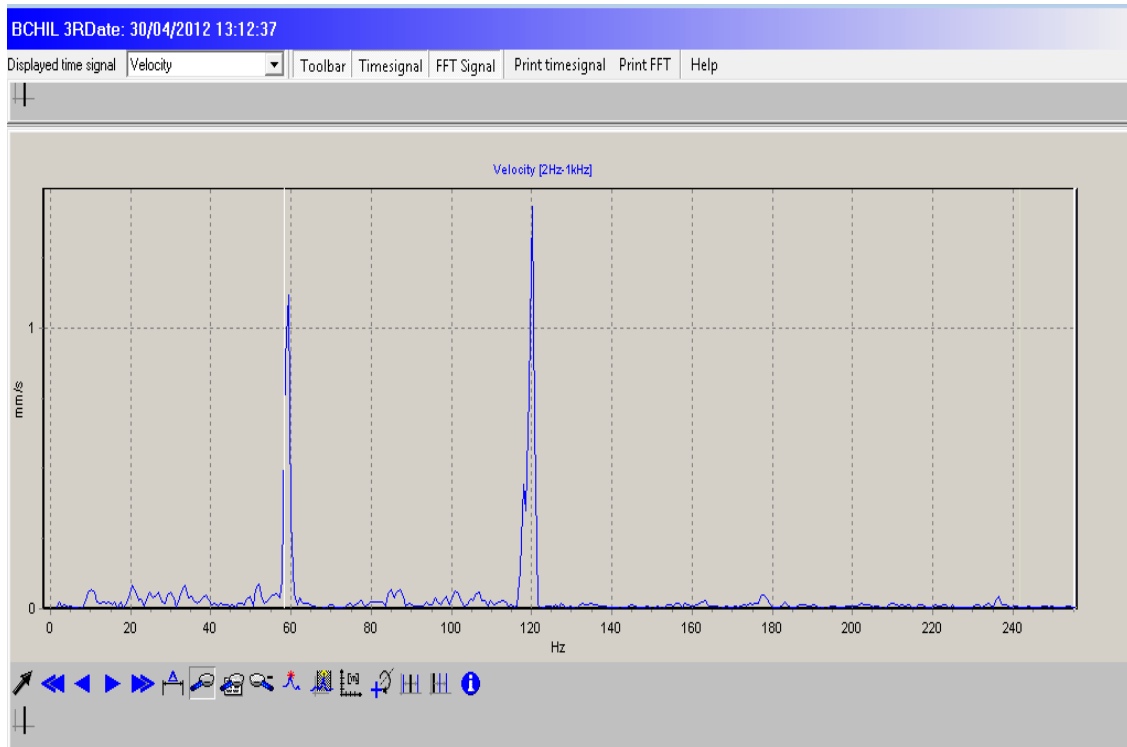 BCHIL 3RDate: 30/04/2012 13:12:37
Displayed time signal Velocity Toolbar Timesignal FFT Signal Print timesignal Print FFT Help
Velocity [2Hz-1kHz]
1
mm/s
0
0 20 40 60 80 100 120 140 160 180 200 220 240
Hz